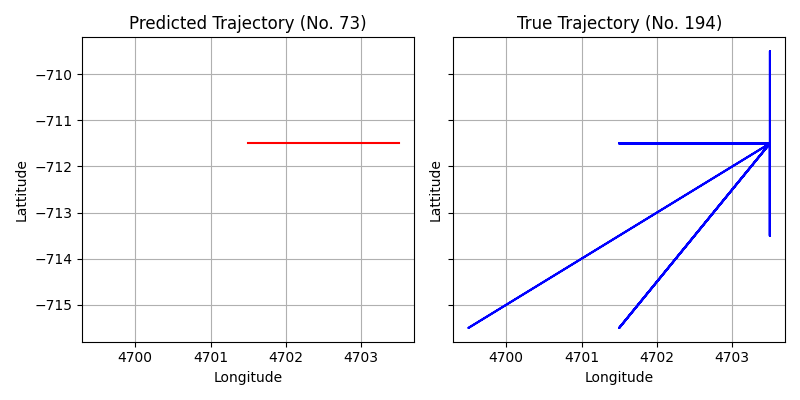 Predicted Trajectory (No. 73)
True Trajectory (No. 194)
−710
−711
−712
−713
−714
−715
Lattitude
Lattitude
4700 4701 4702 4703
4700 4701 4702 4703
Longitude
Longitude